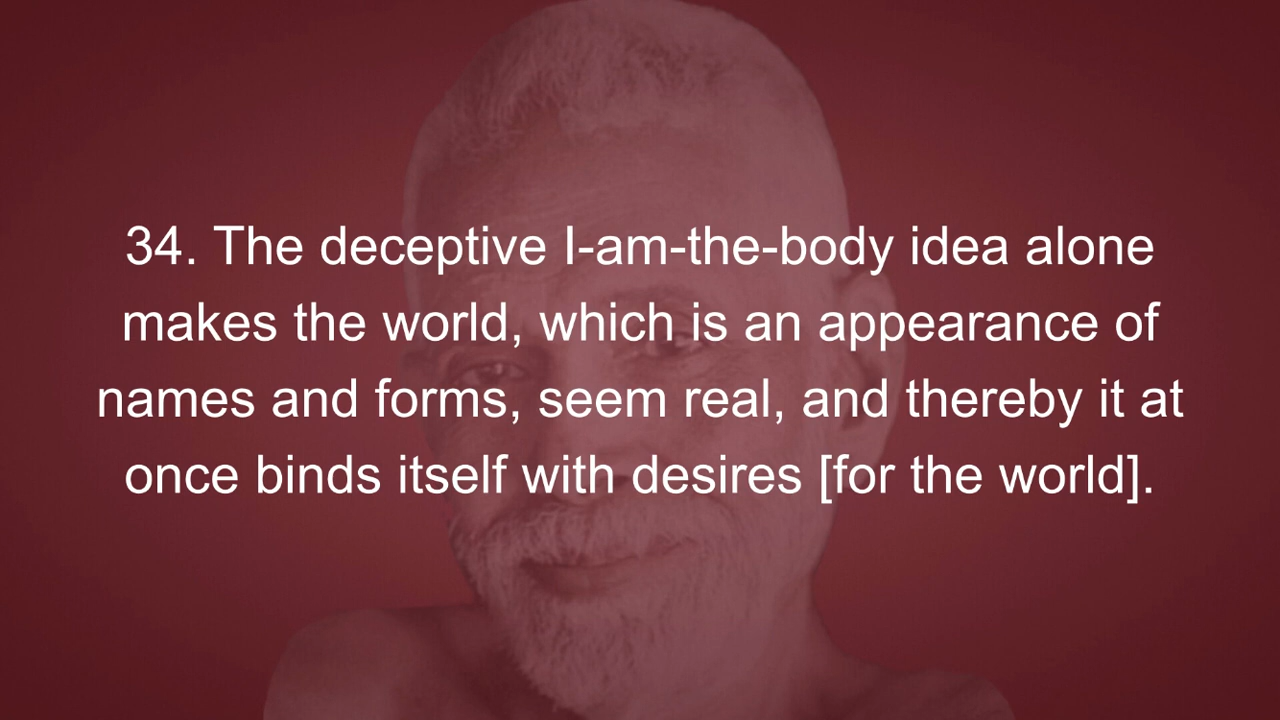 34. The deceptive I-am-the-body idea alone
makes the world, which is an appearance of
names and forms, seem real, and thereby it at
once binds itself with desires [for the world].